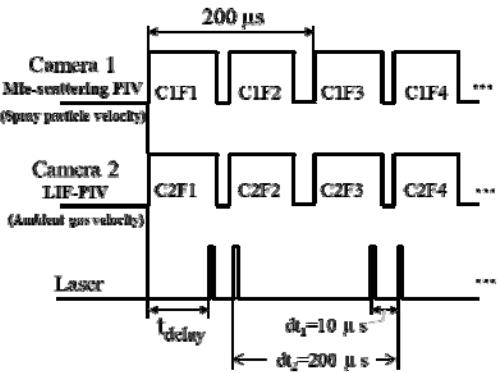 200 µs
Camera 1
Mie-scattering PIV
(Spray particle velocity)
C1F1 C1F2 C1F3 C1F4 ...
Camera 2
LIF-PIV
(Ambient gas velocity)
C2F1 C2F2 C2F3 C2F4 ...
Laser ...
tdelay
dt₁=10 µ s
dt₂=200 µ s